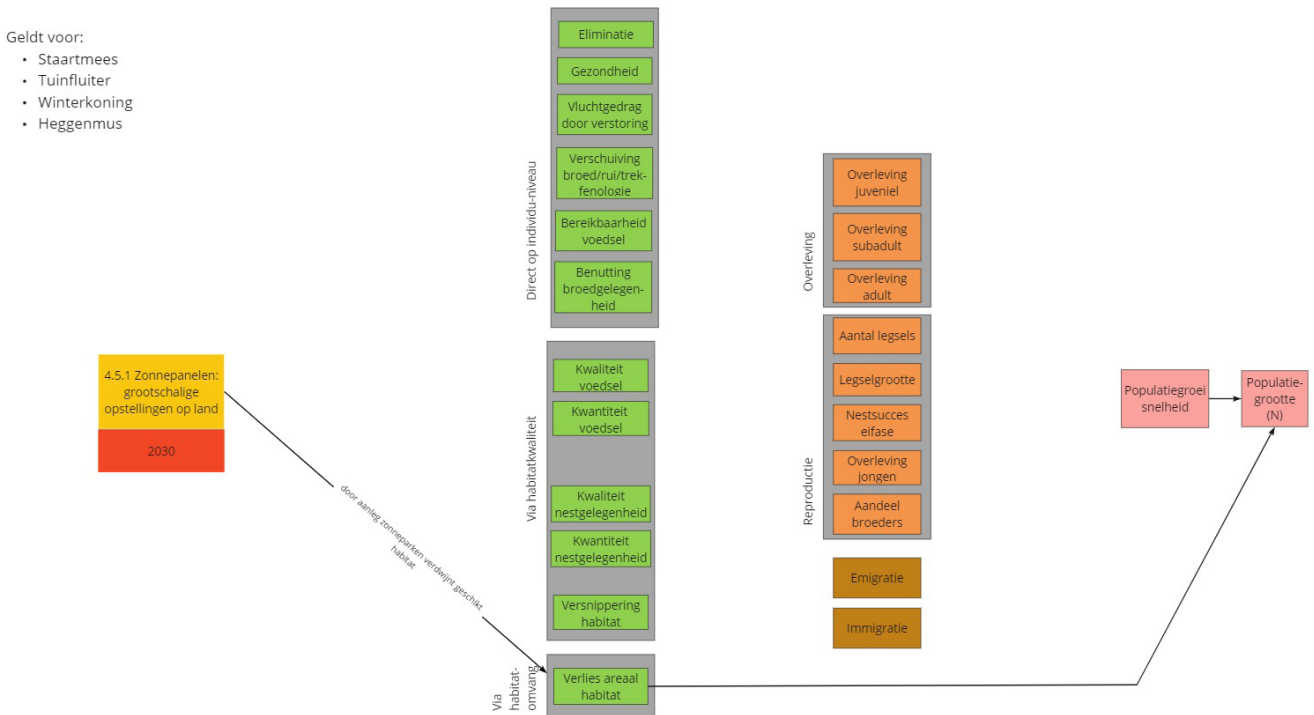 Geldt voor:
• Staartmees
• Tuinfluiter
• Winterkoning
• Heggenmus
4.5.1 Zonnepanelen:
grootschalige
opstellingen op land
2030
door aanleg zonneparken verdwijnt geschikt
habitat
Direct op individu-niveau
Eliminatie
Gezondheid
Vluchtgedrag
door verstoring
Verschuiving
broed/rui/trek-
fenologie
Bereikbaarheid
voedsel
Benutting
broedgelegen-
heid
Via habitatkwaliteit
Kwaliteit
voedsel
Kwantiteit
voedsel
Kwaliteit
nestgelegenheid
Kwantiteit
nestgelegenheid
Versnippering
habitat
Via
habitat-
omvang
Verlies areaal
habitat
Overleving
Overleving
juveniel
Overleving
subadult
Overleving
adult
Reproductie
Aantal legsels
Legselgrootte
Nestsucces
eifase
Overleving
jongen
Aandeel
broeders
Emigratie
Immigratie
Populatiegroei
snelheid
Populatie-
grootte
(N)